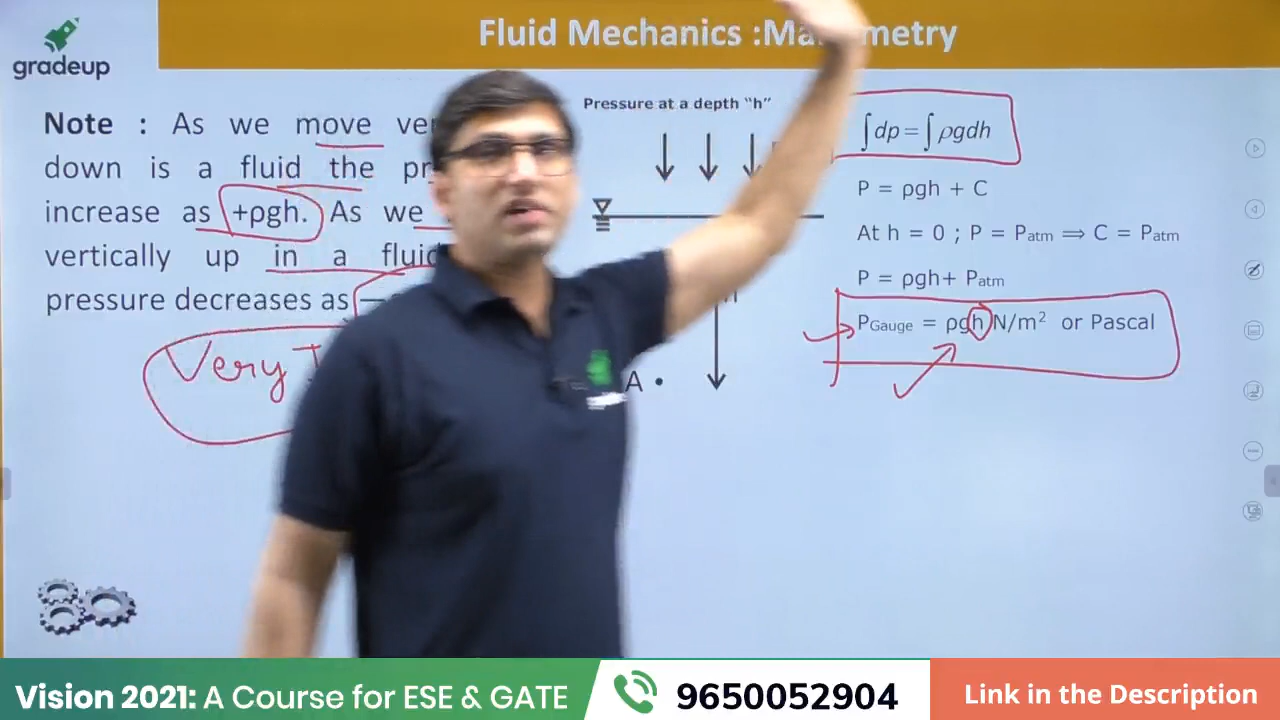 Fluid Mechanics :Ma metry
gradeup
Note : As we move
down is a fluid the
increase as +ρgh. As we
vertically up in a fluid
pressure decreases as
Very
Pressure at a depth “h”
∫dp = ∫ρgdh
P = ρgh + C
At h = 0 ; P = Patm ⟹ C = Patm
P = ρgh+ Patm
PGauge = ρgh N/m² or Pascal
A •
Vision 2021: A Course for ESE & GATE
9650052904
Link in the Description